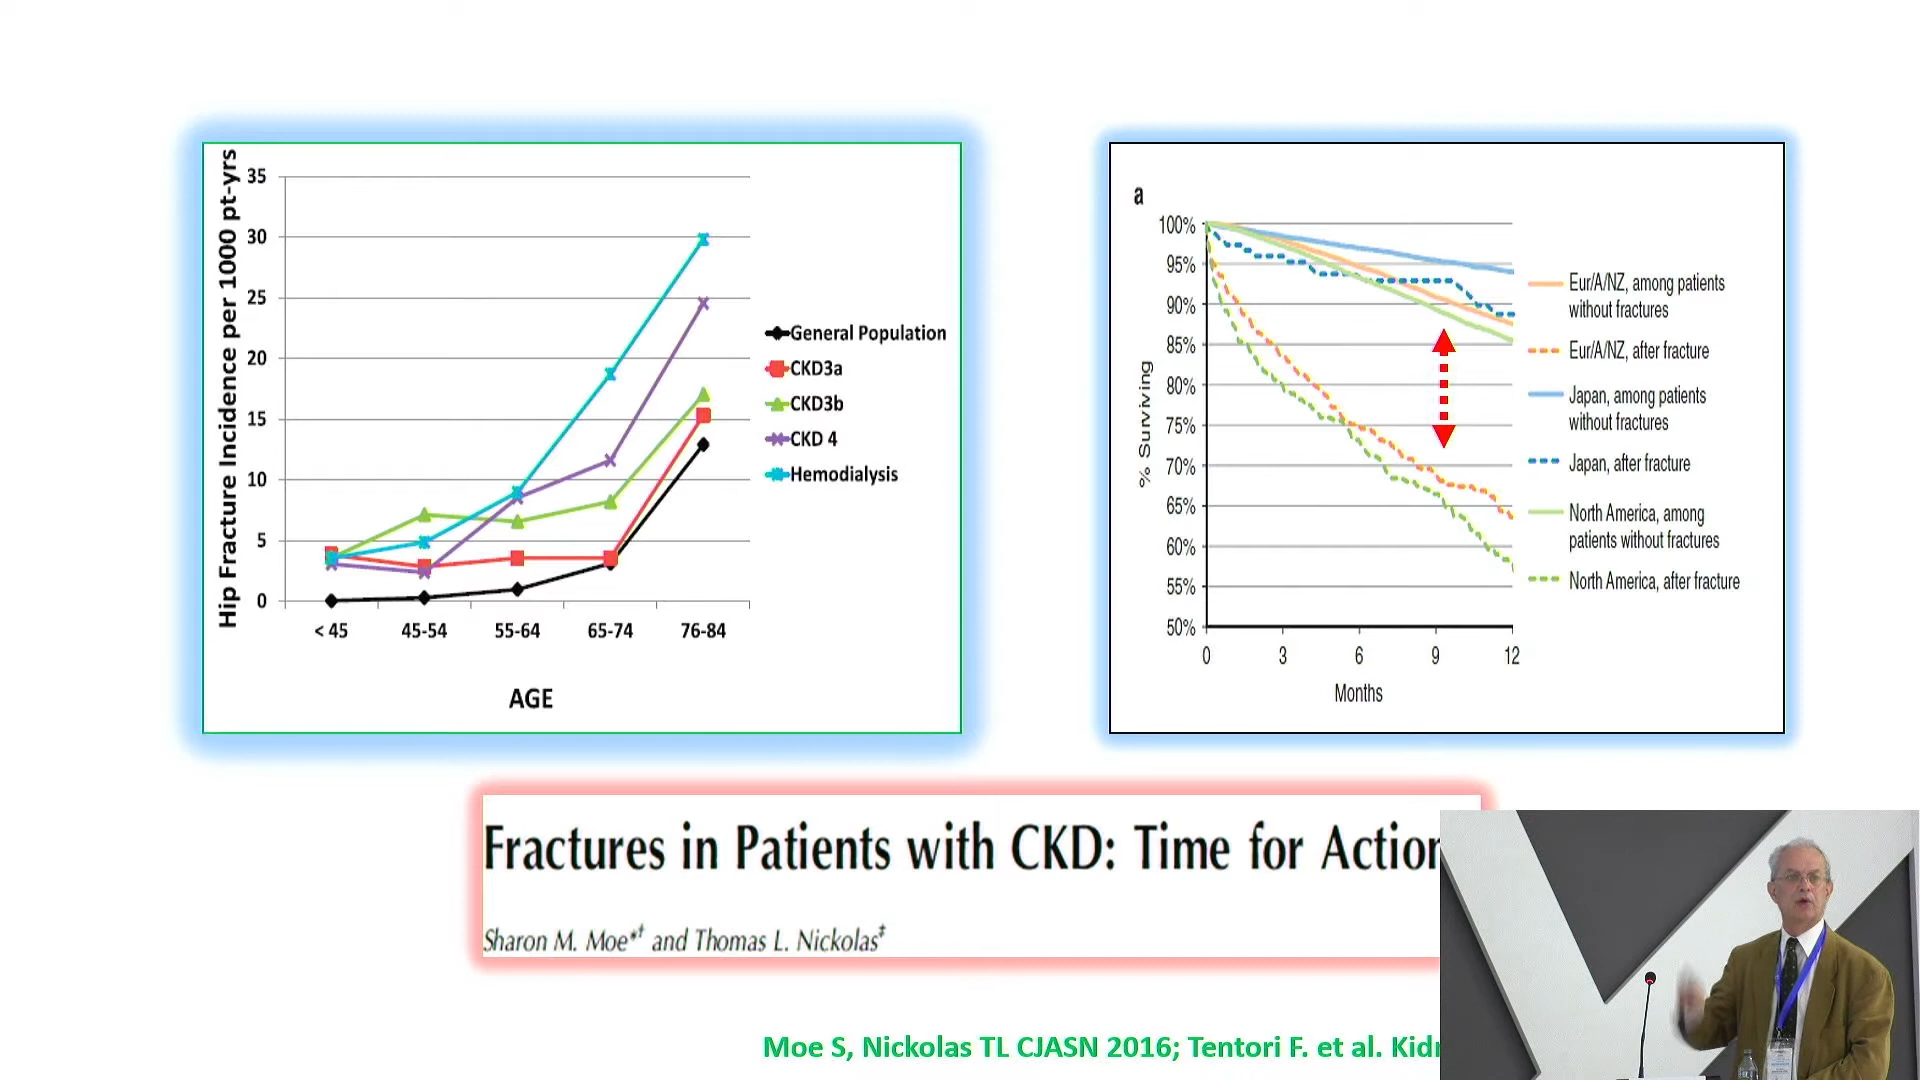 Hip Fracture Incidence per 1000 pt-yrs
35
30
25
20
15
10
5
0
< 45 45-54 55-64 65-74 76-84
AGE
General Population
CKD3a
CKD3b
CKD 4
Hemodialysis
a
% Surviving
100%
95%
90%
85%
80%
75%
70%
65%
60%
55%
50%
0 3 6 9 12
Months
Eur/A/NZ, among patients
without fractures
Eur/A/NZ, after fracture
Japan, among patients
without fractures
Japan, after fracture
North America, among
patients without fractures
North America, after fracture
Fractures in Patients with CKD: Time for Action
Sharon M. Moe*† and Thomas L. Nickolas‡
Moe S, Nickolas TL CJASN 2016; Tentori F. et al.